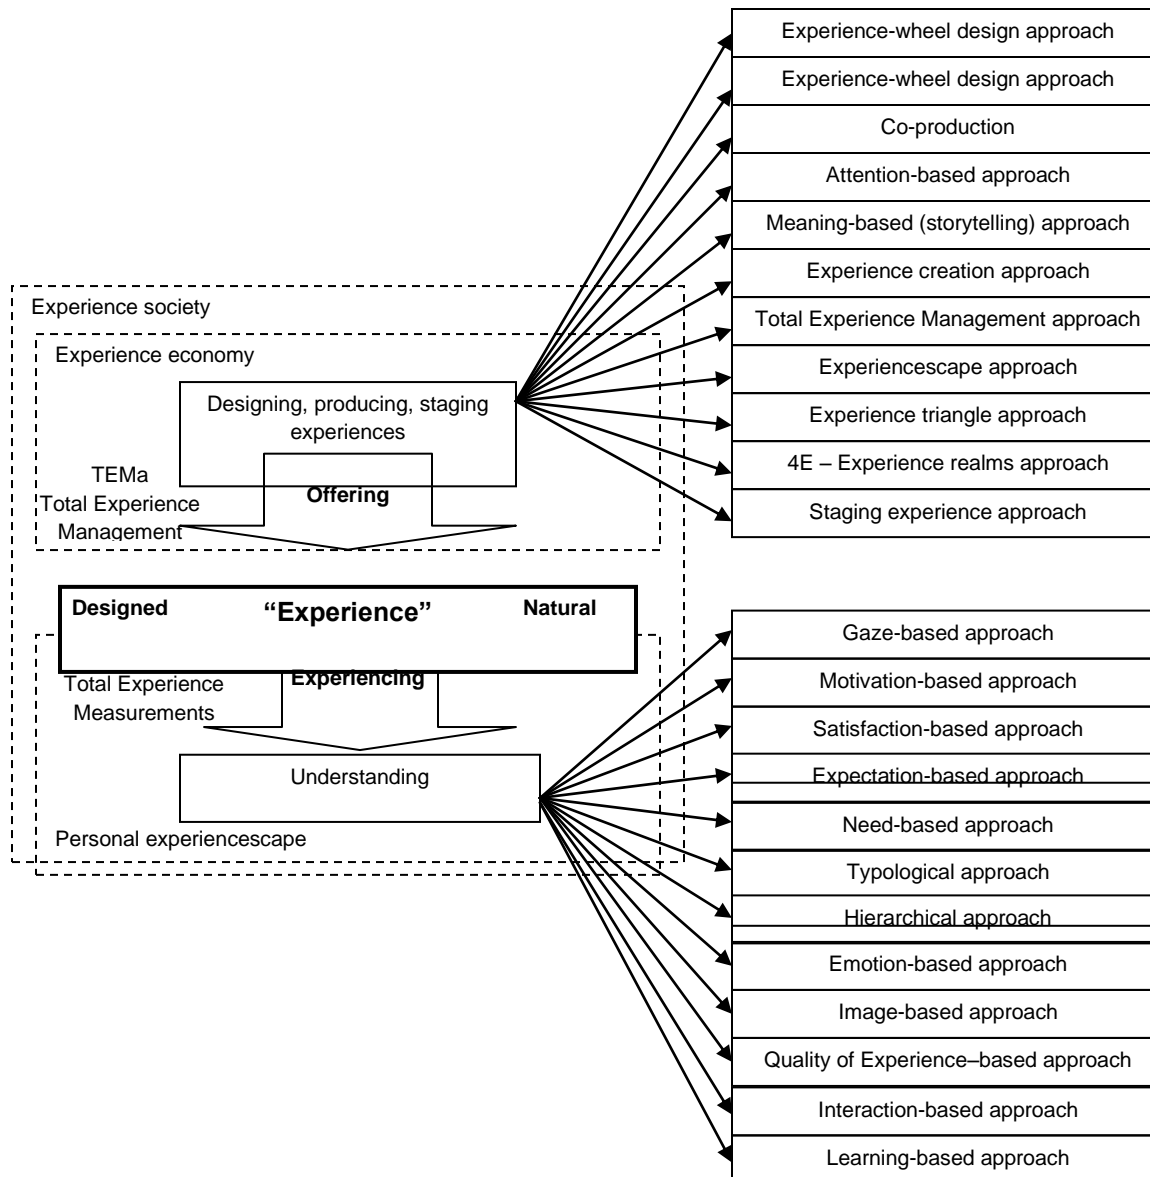 Experience-wheel design approach
Experience-wheel design approach
Co-production
Attention-based approach
Meaning-based (storytelling) approach
Experience creation approach
Total Experience Management approach
Experiencescape approach
Experience triangle approach
4E – Experience realms approach
Staging experience approach
Experience society
Experience economy
Designing, producing, staging
experiences
TEMa
Total Experience
Management
Offering
Designed
“Experience”
Natural
Experiencing
Total Experience
Measurements
Understanding
Personal experiencescape
Gaze-based approach
Motivation-based approach
Satisfaction-based approach
Expectation-based approach
Need-based approach
Typological approach
Hierarchical approach
Emotion-based approach
Image-based approach
Quality of Experience–based approach
Interaction-based approach
Learning-based approach